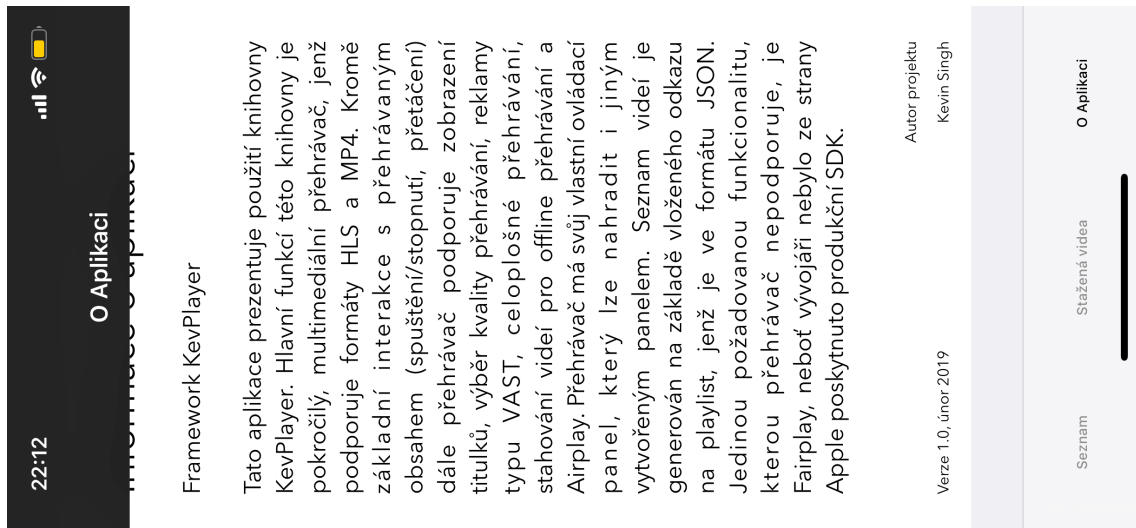 22:12
O Aplikaci
Informace o aplikaci
Framework KevPlayer
Tato aplikace prezentuje použití knihovny
KevPlayer. Hlavní funkcí této knihovny je
pokročilý, multimediální přehrávač, jenž
podporuje formáty HLS a MP4. Kromě
základní interakce s přehrávaným
obsahem (spuštění/stopnutí, přetáčení)
dále přehrávač podporuje zobrazení
titulků, výběr kvality přehrávání, reklamy
typu VAST, celoplošné přehrávání,
stahování videí pro offline přehrávání a
Airplay. Přehrávač má svůj vlastní ovládací
panel, který lze nahradit i jiným
vytvořeným panelem. Seznam videí je
generován na základě vloženého odkazu
na playlist, jenž je ve formátu JSON.
Jedinou požadovanou funkcionalitu,
kterou přehrávač nepodporuje, je
Fairplay, neboť vývojáři nebylo ze strany
Apple poskytnuto produkční SDK.
Autor projektu
Verze 1.0, únor 2019 Kevin Singh
Seznam Stažená videa O Aplikaci